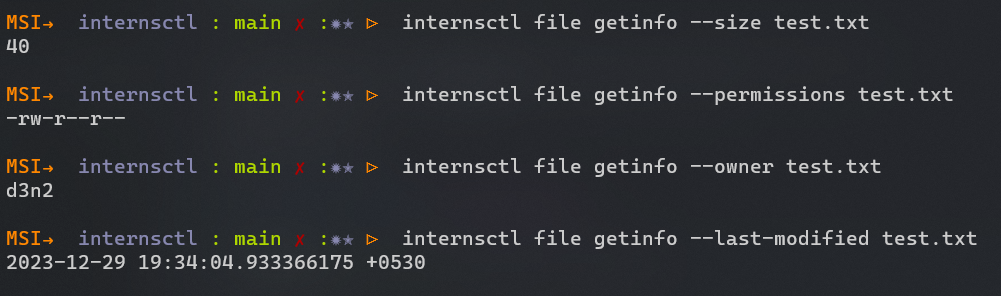 MSI→ internsctl : main ✗ :✹★ ▷ internsctl file getinfo --size test.txt
40
MSI→ internsctl : main ✗ :✹★ ▷ internsctl file getinfo --permissions test.txt
-rw-r--r--
MSI→ internsctl : main ✗ :✹★ ▷ internsctl file getinfo --owner test.txt
d3n2
MSI→ internsctl : main ✗ :✹★ ▷ internsctl file getinfo --last-modified test.txt
2023-12-29 19:34:04.933366175 +0530